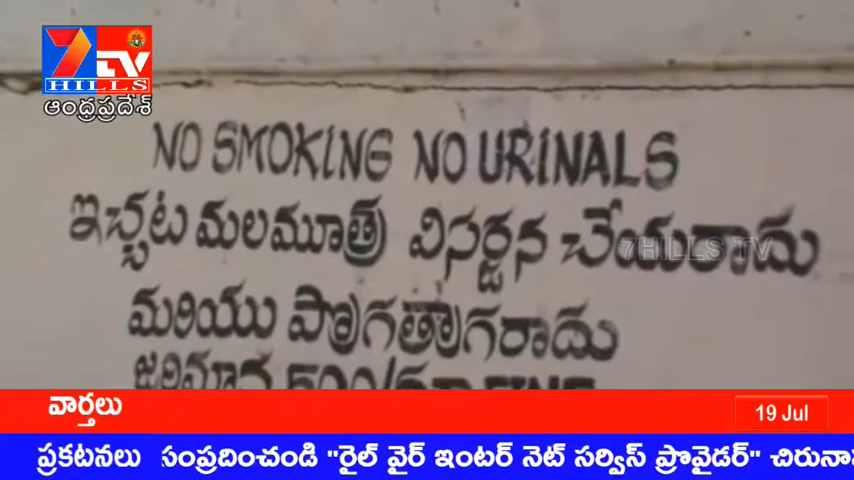 7 TV
HILLS
ఆంధ్రప్రదేశ్
NO SMOKING NO URINALS
ఇచ్చట మలమూత్ర విసర్జన చేయరాదు
7HILLS TV
మరియు పొగత్రాగరాదు
వార్తలు
19 Jul
ప్రకటనలు సంప్రదించండి "రైల్ వైర్ ఇంటర్ నెట్ సర్విస్ ప్రొవైడర్"